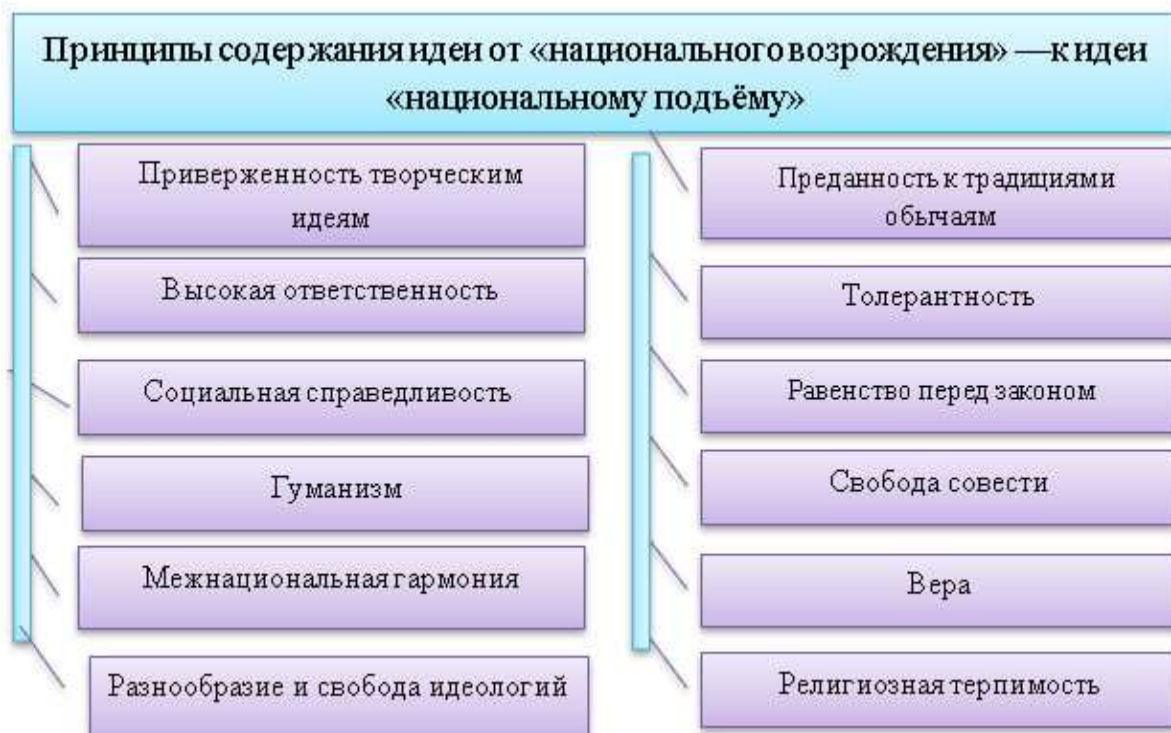 Принципы содержания идеи от «национального возрождения» —к идеи
«национальному подъёму»
Приверженность творческим
идеям
Высокая ответственность
Социальная справедливость
Гуманизм
Межнациональная гармония
Разнообразие и свобода идеологий
Преданность к традициями
обычаям
Толерантность
Равенство перед законом
Свобода совести
Вера
Религиозная терпимость